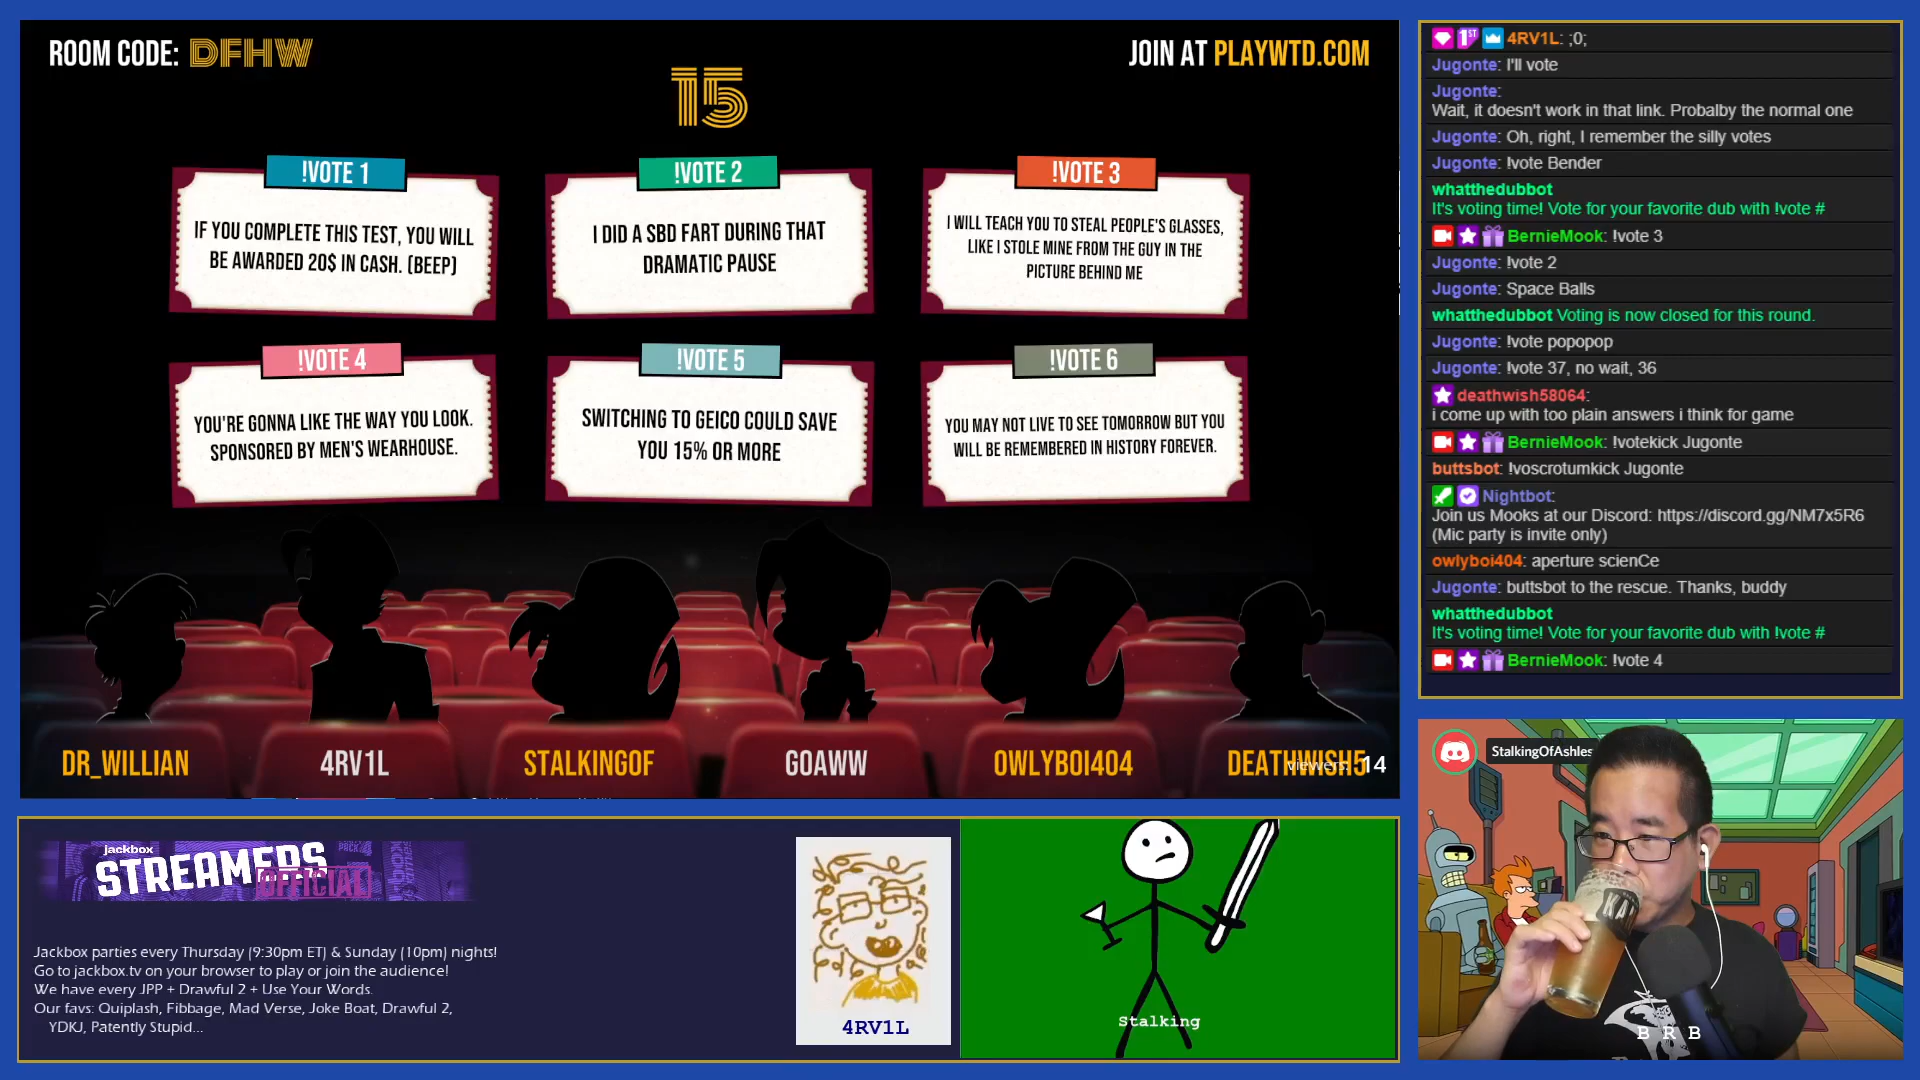 ROOM CODE: DFHW
JOIN AT PLAYWTD.COM
15
!VOTE 1
IF YOU COMPLETE THIS TEST, YOU WILL
BE AWARDED 20$ IN CASH. (BEEP)
!VOTE 2
I DID A SBD FART DURING THAT
DRAMATIC PAUSE
!VOTE 3
I WILL TEACH YOU TO STEAL PEOPLE'S GLASSES,
LIKE I STOLE MINE FROM THE GUY IN THE
PICTURE BEHIND ME
!VOTE 4
YOU'RE GONNA LIKE THE WAY YOU LOOK.
SPONSORED BY MEN'S WEARHOUSE.
!VOTE 5
SWITCHING TO GEICO COULD SAVE
YOU 15% OR MORE
!VOTE 6
YOU MAY NOT LIVE TO SEE TOMORROW BUT YOU
WILL BE REMEMBERED IN HISTORY FOREVER.
DR_WILLIAN
4RV1L
STALKINGOF
GOAWW
OWLYBOI404
DEATHWISH5
viewers: 14
jackbox
STREAMERS
OFFICIAL
Jackbox parties every Thursday (9:30pm ET) & Sunday (10pm) nights!
Go to jackbox.tv on your browser to play or join the audience!
We have every JPP + Drawful 2 + Use Your Words.
Our favs: Quiplash, Fibbage, Mad Verse, Joke Boat, Drawful 2,
YDKJ, Patently Stupid...
4RV1L
Stalking
1ST 4RV1L: ;0;
Jugonte: I'll vote
Jugonte:
Wait, it doesn't work in that link. Probalby the normal one
Jugonte: Oh, right, I remember the silly votes
Jugonte: !vote Bender
whatthedubbot
It's voting time! Vote for your favorite dub with !vote #
BernieMook: !vote 3
Jugonte: !vote 2
Jugonte: Space Balls
whatthedubbot Voting is now closed for this round.
Jugonte: !vote popopop
Jugonte: !vote 37, no wait, 36
deathwish58064:
i come up with too plain answers i think for game
BernieMook: !votekick Jugonte
buttsbot: !voscrotumkick Jugonte
Nightbot:
Join us Mooks at our Discord: https://discord.gg/NM7x5R6
(Mic party is invite only)
owlyboi404: aperture scienCe
Jugonte: buttsbot to the rescue. Thanks, buddy
whatthedubbot
It's voting time! Vote for your favorite dub with !vote #
BernieMook: !vote 4
StalkingOfAshles
KA
B R B